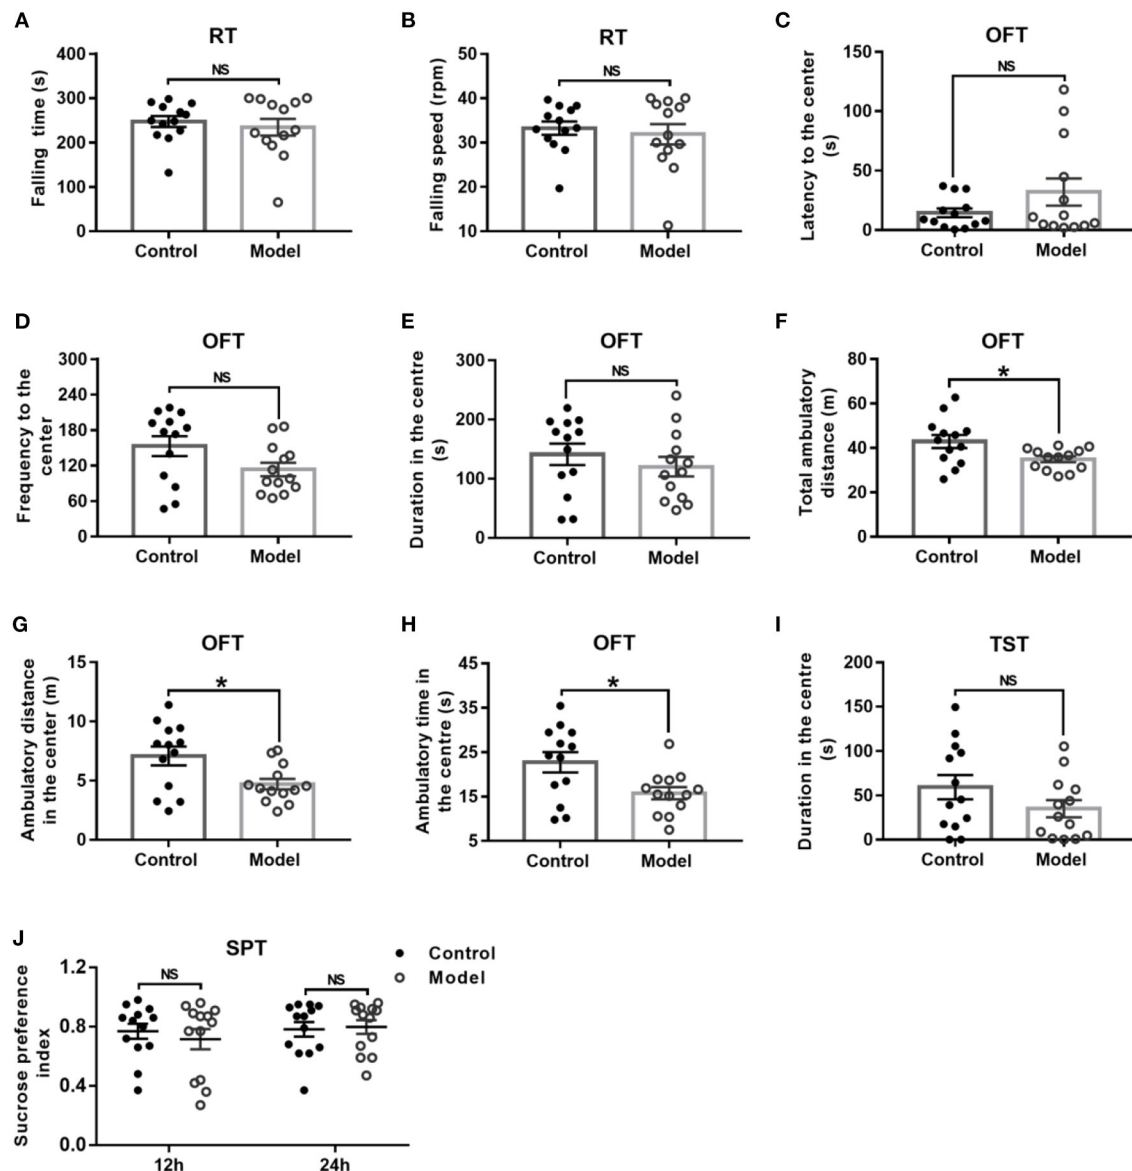 A
RT
Falling time (s)
400
300
200
100
0
NS
Control
Model
B
RT
Falling speed (rpm)
50
40
30
20
10
NS
Control
Model
C
OFT
Latency to the center
(s)
150
100
50
0
NS
Control
Model
D
OFT
Frequency to the
center
300
240
180
120
60
0
NS
Control
Model
E
OFT
Duration in the centre
(s)
300
200
100
0
NS
Control
Model
F
OFT
Total ambulatory
distance (m)
80
60
40
20
0
*
Control
Model
G
OFT
Ambulatory distance
in the center (m)
15
10
5
0
*
Control
Model
H
OFT
Ambulatory time in
the centre (s)
45
35
25
15
5
*
Control
Model
I
TST
Duration in the centre
(s)
200
150
100
50
0
NS
Control
Model
J
SPT
Sucrose preference
index
1.2
0.8
0.4
0.0
NS
NS
12h
24h
Control
Model